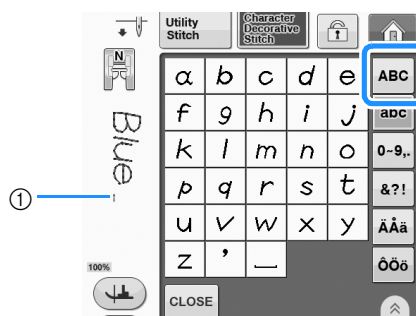 Utility Stitch
Character Decorative Stitch
N
a b c d e
ABC
f g h i j
abc
Blue
k l m n o
0~9,.
①
p q r s t
&?!
u v w x y
ÄÅä
z ’ _
ÔÖö
100%
CLOSE